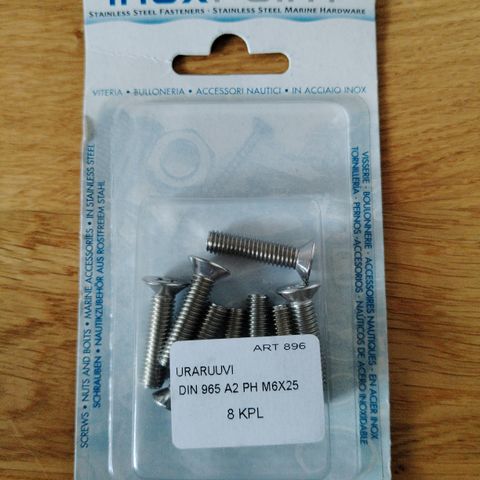 STAINLESS STEEL FASTENERS - STAINLESS STEEL MARINE HARDWARE
VITERIA - BULLONERIA - ACCESSORI NAUTICI - IN ACCIAIO INOX
SCREWS - NUTS AND BOLTS - MARINE ACCESSORIES - IN STAINLESS STEEL
SCHRAUBEN - NAUTIKZUBEHÖR AUS ROSTFREIEM STAHL
VISSERIE - BOULONNERIE - ACCESSOIRES NAUTIQUES - EN ACIER INOX
TORNILLERÍA - PERNOS - ACCESORIOS - NAUTICOS DE ACERO INOXIDABLE
ART 896
URARUUVI
DIN 965 A2 PH M6X25
8 KPL